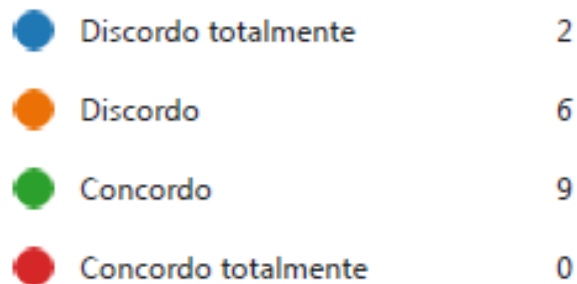 Discordo totalmente 2
Discordo 6
Concordo 9
Concordo totalmente 0